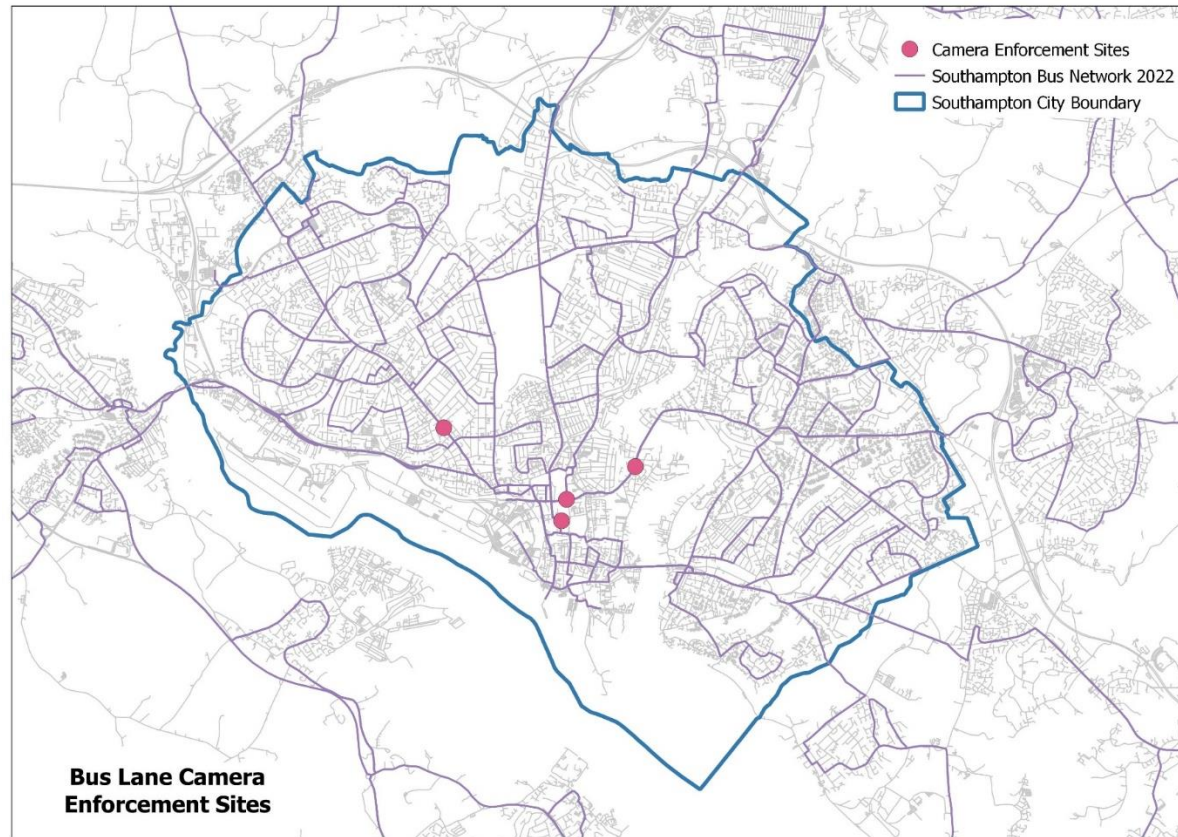 Camera Enforcement Sites
Southampton Bus Network 2022
Southampton City Boundary
Bus Lane Camera
Enforcement Sites